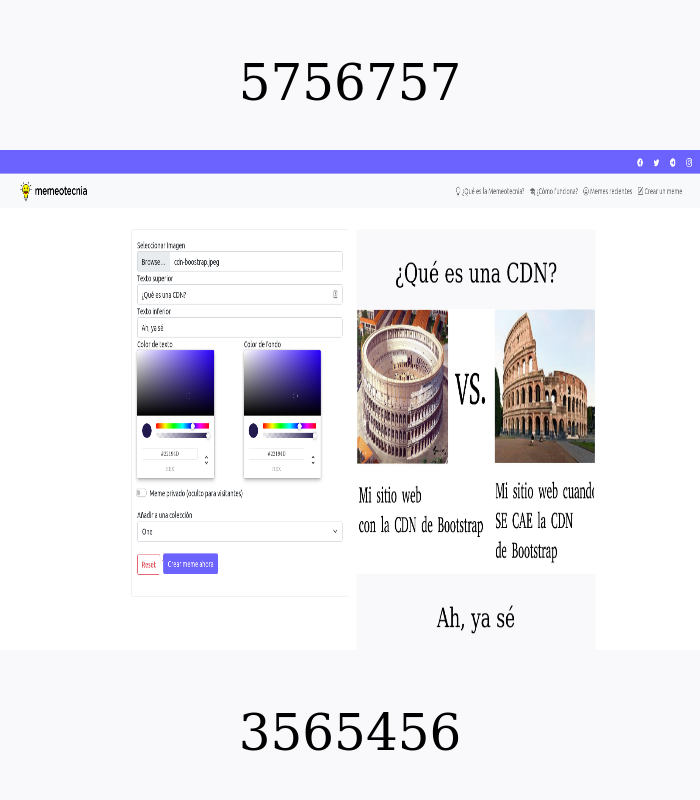 5756757
memeotecnia
¿Qué es la Memeotecnia? ¿Cómo funciona? Memes recientes Crear un meme
Seleccionar Imagen
Browse... cdn-boostrap.jpeg
Texto superior
¿Qué es una CDN?
Texto inferior
Ah, ya sé
Color de texto Color de fondo
HEX HEX
Meme privado (oculto para visitantes)
Añadir a una colección
One
Reset Crear meme ahora
¿Qué es una CDN?
VS.
Mi sitio web
con la CDN de Bootstrap
Mi sitio web cuando
SE CAE la CDN
de Bootstrap
Ah, ya sé
3565456